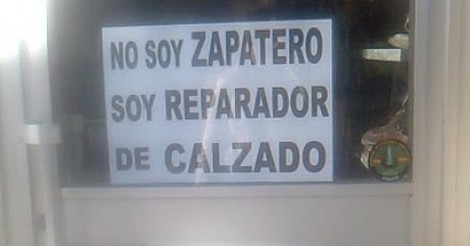 NO SOY ZAPATERO
SOY REPARADOR
DE CALZADO